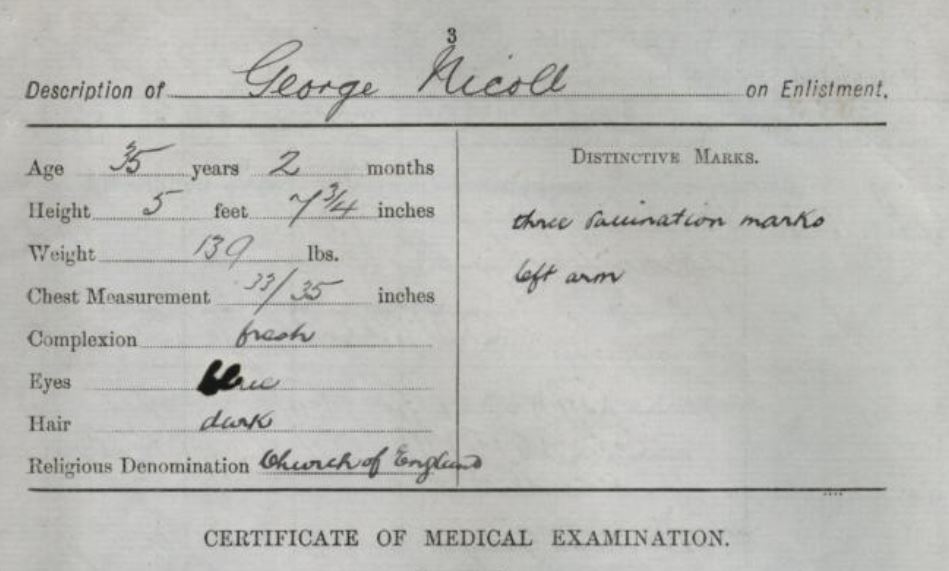 3
Description of George Nicoll on Enlistment.
Age 35 years 2 months
Height 5 feet 7 3/4 inches
Weight 139 lbs.
Chest Measurement 33/35 inches
Complexion fresh
Eyes blue
Hair dark
Religious Denomination Church of England
DISTINCTIVE MARKS.
three vaccination marks
left arm
CERTIFICATE OF MEDICAL EXAMINATION.